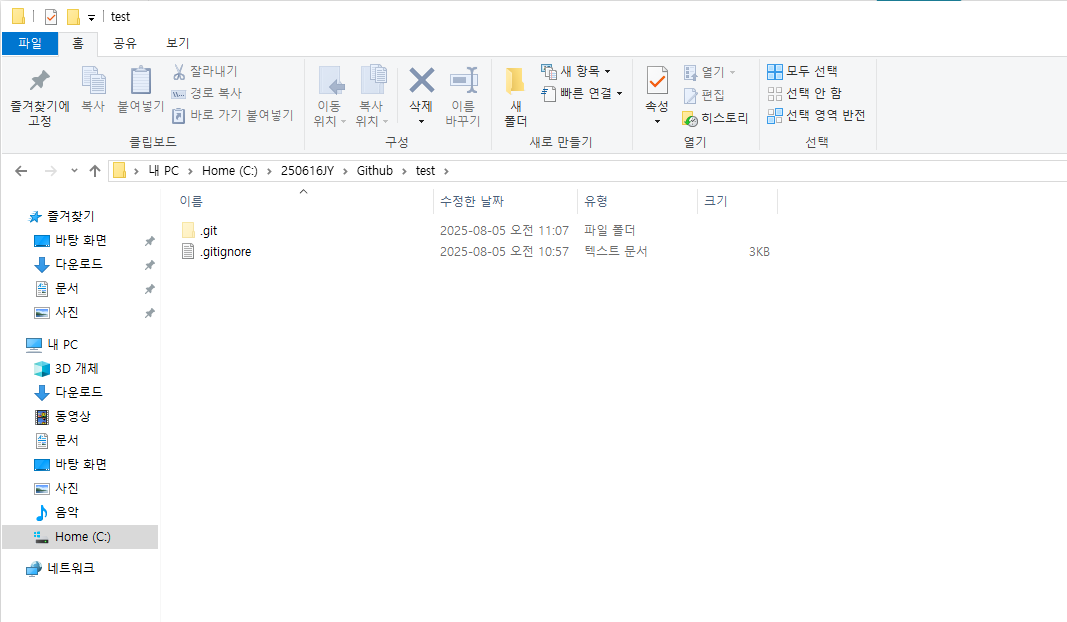 test
파일 홈 공유 보기
즐겨찾기에 고정
복사
붙여넣기
잘라내기
경로 복사
바로 가기 붙여넣기
클립보드
이동 위치
복사 위치
삭제
이름 바꾸기
구성
새 폴더
새 항목
빠른 연결
새로 만들기
속성
열기
편집
히스토리
열기
모두 선택
선택 안 함
선택 영역 반전
선택
내 PC > Home (C:) > 250616JY > Github > test >
이름 수정한 날짜 유형 크기
.git 2025-08-05 오전 11:07 파일 폴더
.gitignore 2025-08-05 오전 10:57 텍스트 문서 3KB
즐겨찾기
바탕 화면
다운로드
문서
사진
내 PC
3D 개체
다운로드
동영상
문서
바탕 화면
사진
음악
Home (C:)
네트워크